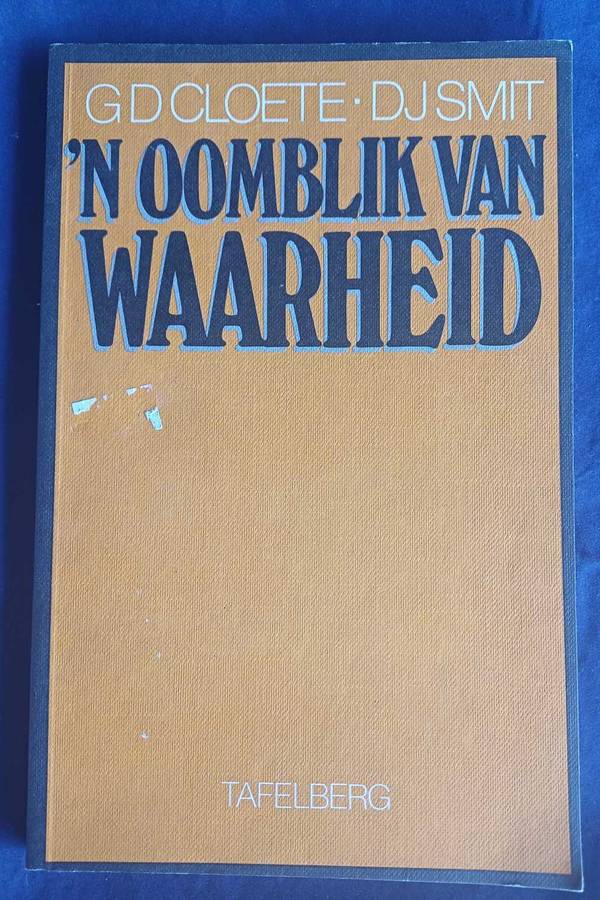 G D CLOETE · DJ SMIT
'N OOMBLIK VAN
WAARHEID
TAFELBERG